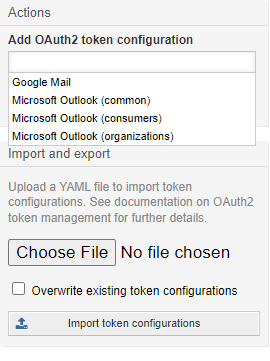 Actions
Add OAuth2 token configuration
Google Mail
Microsoft Outlook (common)
Microsoft Outlook (consumers)
Microsoft Outlook (organizations)
Import and export
Upload a YAML file to import token
configurations. See documentation on OAuth2
token management for further details.
Choose File No file chosen
Overwrite existing token configurations
Import token configurations